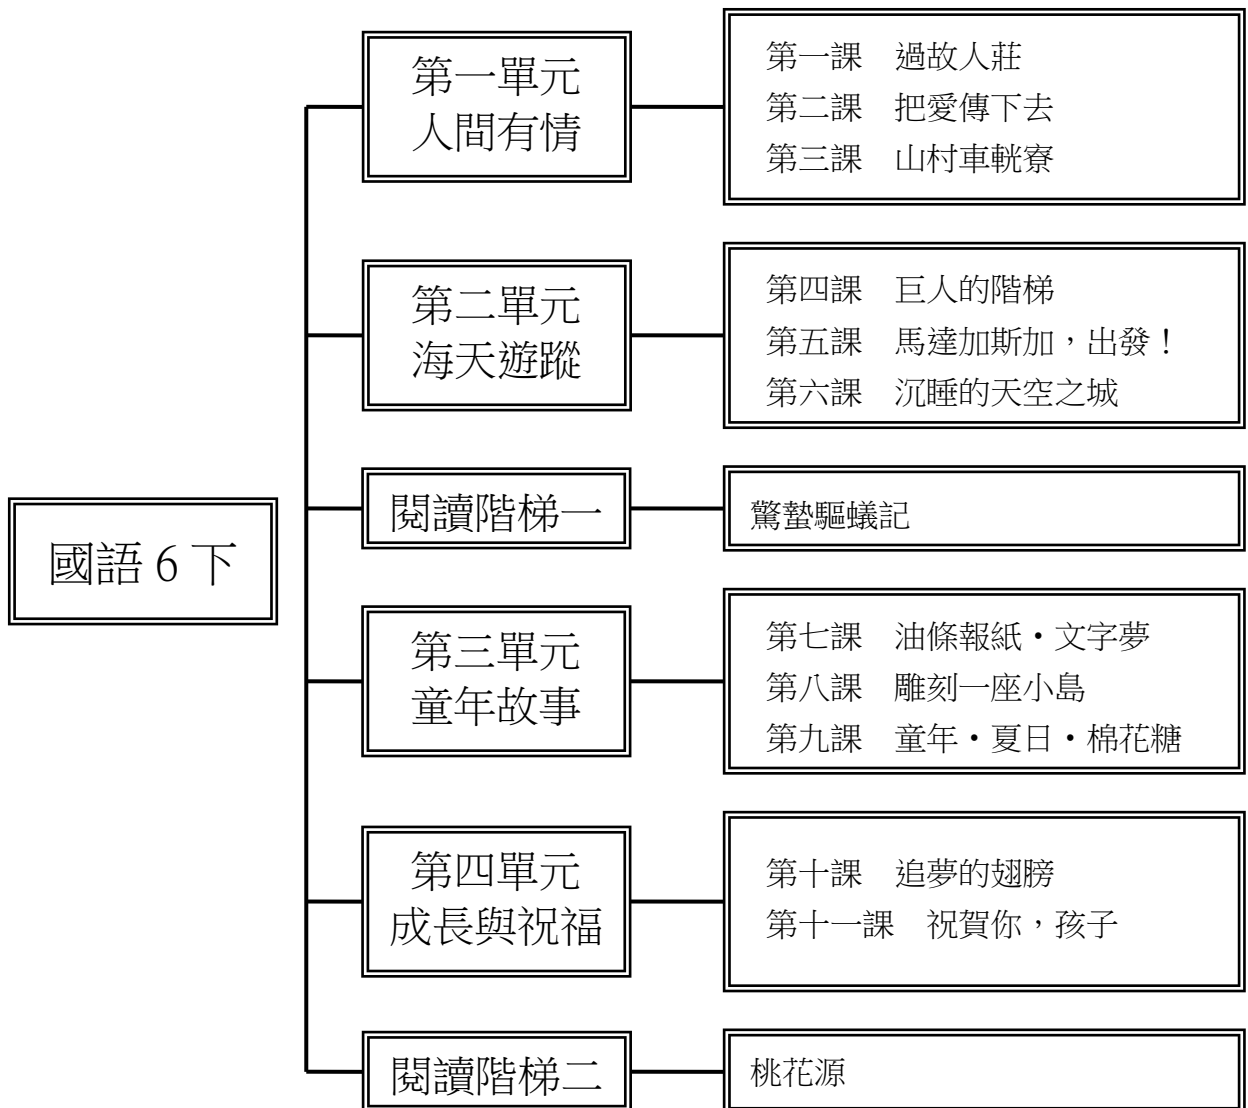 國語 6 下
第一單元
人間有情
第一課　過故人莊
第二課　把愛傳下去
第三課　山村車輄寮
第二單元
海天遊蹤
第四課　巨人的階梯
第五課　馬達加斯加，出發！
第六課　沉睡的天空之城
閱讀階梯一
驚蟄驅蟻記
第三單元
童年故事
第七課　油條報紙・文字夢
第八課　雕刻一座小島
第九課　童年・夏日・棉花糖
第四單元
成長與祝福
第十課　追夢的翅膀
第十一課　祝賀你，孩子
閱讀階梯二
桃花源